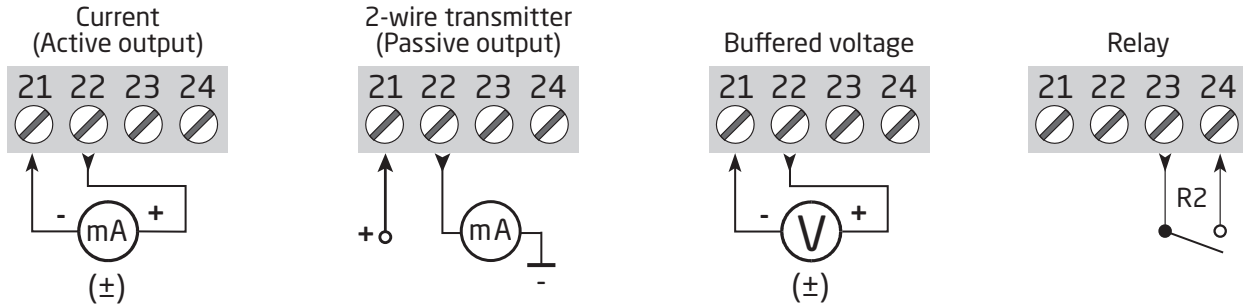 Current
(Active output)
21 22 23 24
- mA +
(±)
2-wire transmitter
(Passive output)
21 22 23 24
+ mA
-
Buffered voltage
21 22 23 24
- V +
(±)
Relay
21 22 23 24
R2